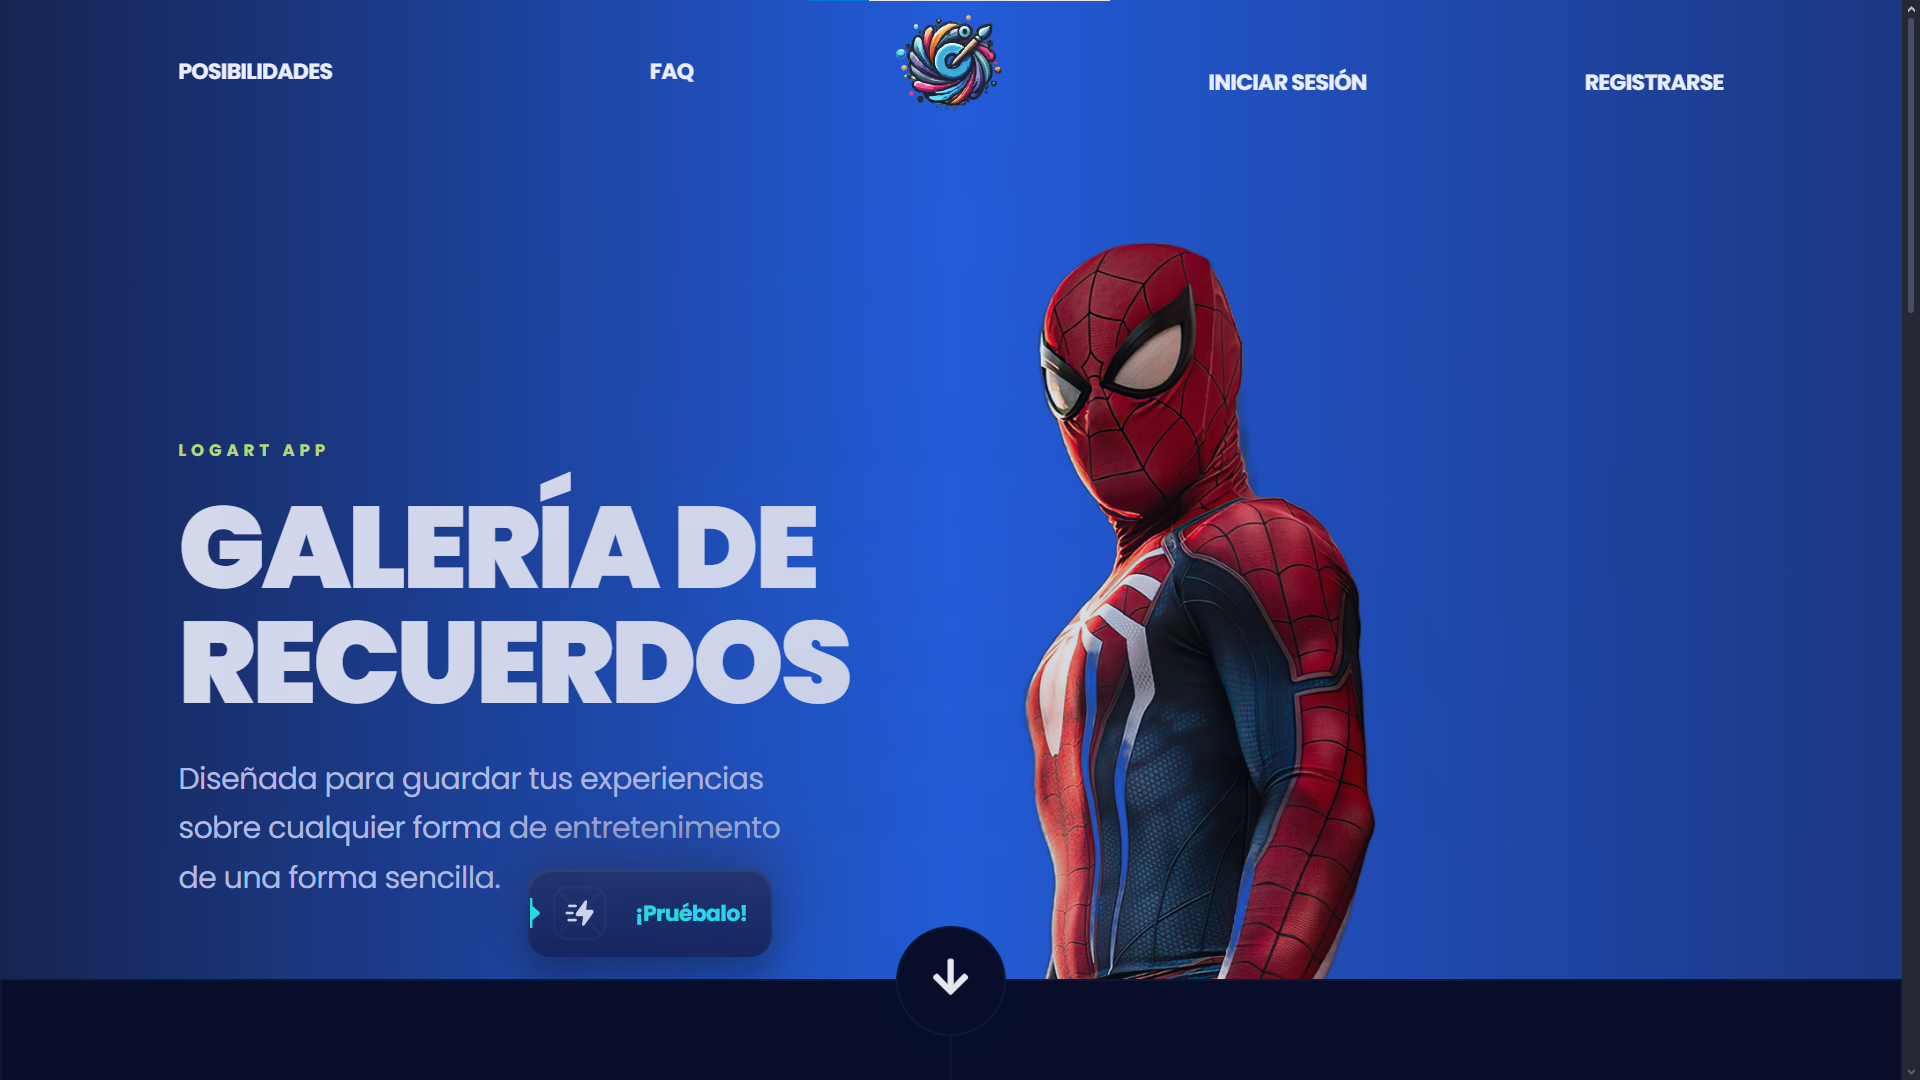 POSIBILIDADES
FAQ
INICIAR SESIÓN
REGISTRARSE
LOGART APP
GALERÍA DE
RECUERDOS
Diseñada para guardar tus experiencias
sobre cualquier forma de entretenimento
de una forma sencilla.
¡Pruébalo!